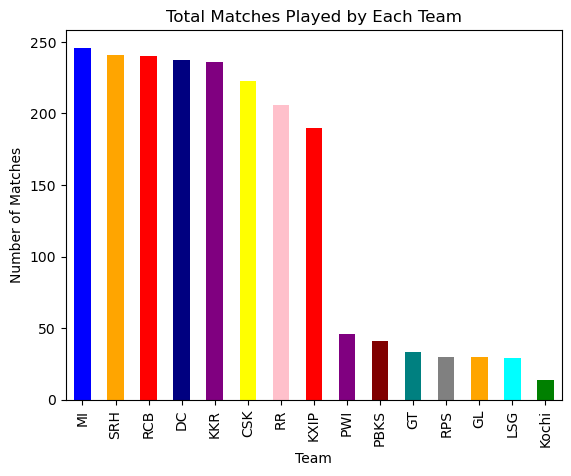 Total Matches Played by Each Team
Number of Matches
250
200
150
100
50
0
MI
SRH
RCB
DC
KKR
CSK
RR
KXIP
PWI
PBKS
GT
RPS
GL
LSG
Kochi
Team